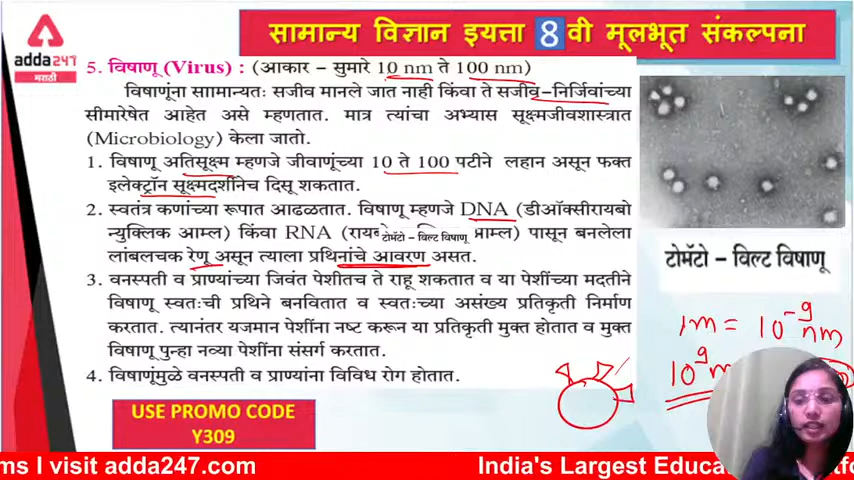 adda247
मराठी
सामान्य विज्ञान इयत्ता 8 वी मूलभूत संकल्पना
5. विषाणू (Virus) : (आकार – सुमारे 10 nm ते 100 nm)
विषाणूंना साामान्यतः सजीव मानले जात नाही किंवा ते सजीव-निर्जिवांच्या
सीमारेषेत आहेत असे म्हणतात. मात्र त्यांचा अभ्यास सूक्ष्मजीवशास्त्रात
(Microbiology) केला जातो.
1. विषाणू अतिसूक्ष्म म्हणजे जीवाणूंच्या 10 ते 100 पटीने लहान असून फक्त
इलेक्ट्रॉन सूक्ष्मदर्शीनेच दिसू शकतात.
2. स्वतंत्र कणांच्या रूपात आढळतात. विषाणू म्हणजे DNA (डीऑक्सीरायबो
न्युक्लिक आम्ल) किंवा RNA (राय टोमॅटो - विल्ट विषाणू आम्ल) पासून बनलेला
लांबलचक रेणू असून त्याला प्रथिनांचे आवरण असत.
3. वनस्पती व प्राण्यांच्या जिवंत पेशीतच ते राहू शकतात व या पेशींच्या मदतीने
विषाणू स्वतःची प्रथिने बनवितात व स्वतःच्या असंख्य प्रतिकृती निर्माण
करतात. त्यानंतर यजमान पेशींना नष्ट करून या प्रतिकृती मुक्त होतात व मुक्त
विषाणू पुन्हा नव्या पेशींना संसर्ग करतात.
4. विषाणूंमुळे वनस्पती व प्राण्यांना विविध रोग होतात.
टोमॅटो – विल्ट विषाणू
1m = 10⁻⁹ nm
10⁹ m
USE PROMO CODE
Y309
ms I visit adda247.com
India's Largest Educa